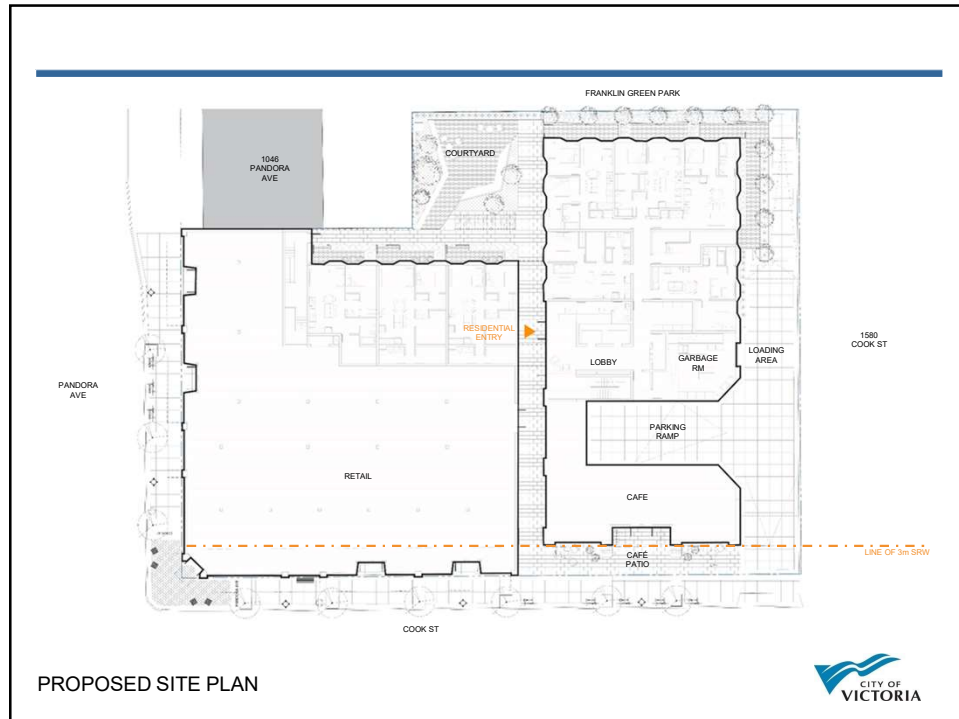 FRANKLIN GREEN PARK
1046
PANDORA
AVE
COURTYARD
RESIDENTIAL
ENTRY
LOBBY
GARBAGE
RM
LOADING
AREA
1580
COOK ST
PANDORA
AVE
PARKING
RAMP
RETAIL
CAFE
LINE OF 3m SRW
CAFÉ
PATIO
COOK ST
PROPOSED SITE PLAN
CITY OF
VICTORIA